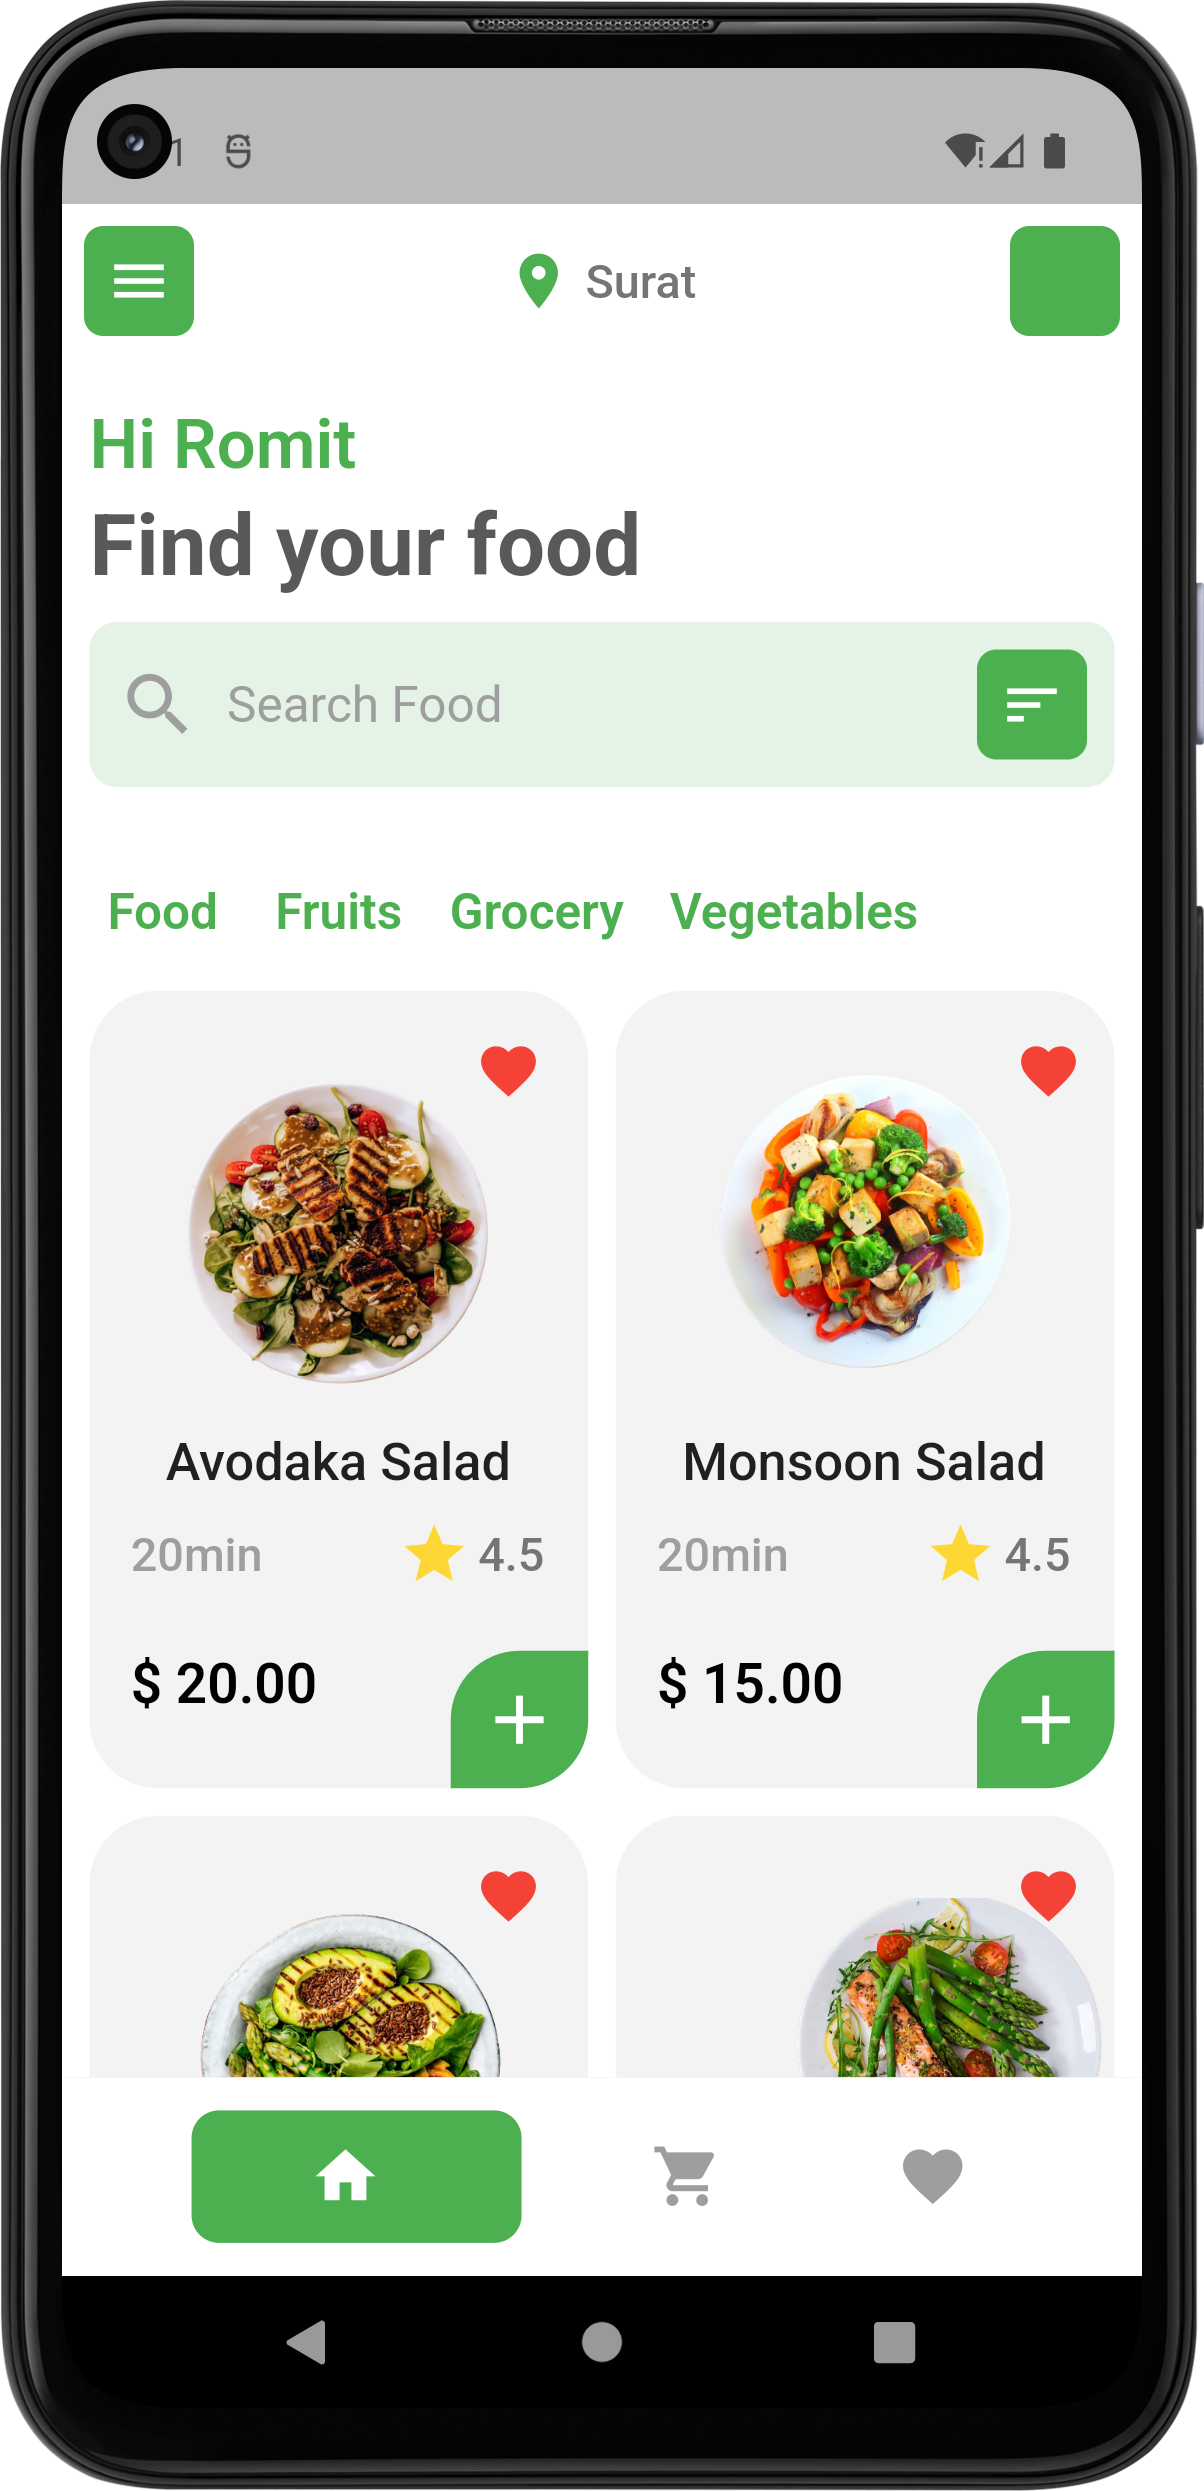 Surat
Hi Romit
Find your food
Search Food
Food Fruits Grocery Vegetables
Avodaka Salad
20min 4.5
$ 20.00
Monsoon Salad
20min 4.5
$ 15.00